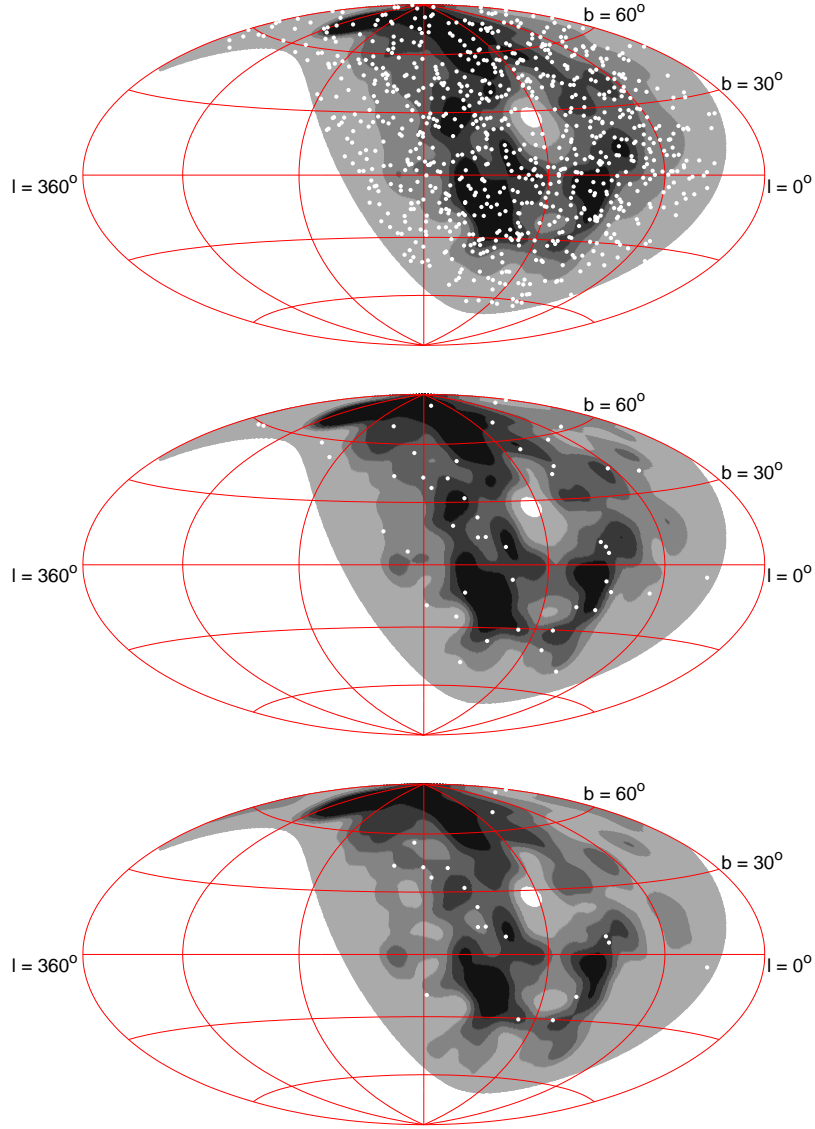 b = 60°
b = 30°
l = 360°
l = 0°
b = 60°
b = 30°
l = 360°
l = 0°
b = 60°
b = 30°
l = 360°
l = 0°